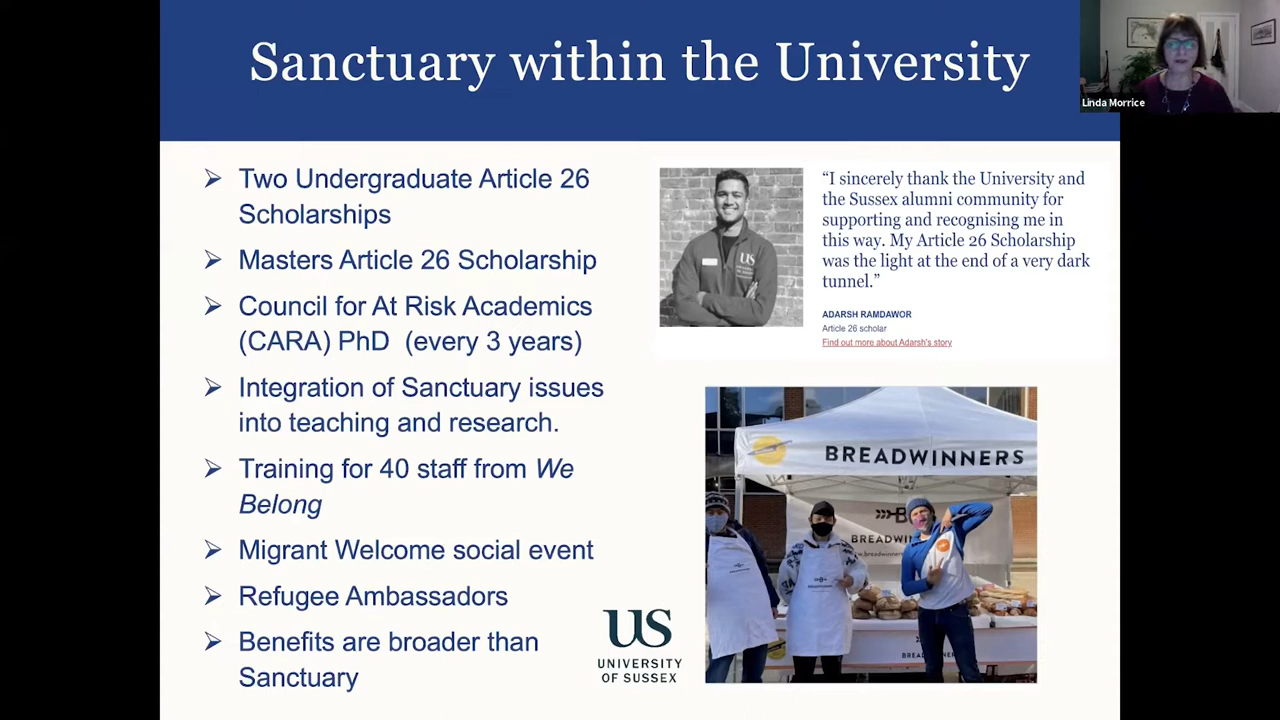 Sanctuary within the University
Linda Morrice
Two Undergraduate Article 26
Scholarships
Masters Article 26 Scholarship
Council for At Risk Academics
(CARA) PhD (every 3 years)
Integration of Sanctuary issues
into teaching and research.
Training for 40 staff from We
Belong
Migrant Welcome social event
Refugee Ambassadors
Benefits are broader than
Sanctuary
US
“I sincerely thank the University and
the Sussex alumni community for
supporting and recognising me in
this way. My Article 26 Scholarship
was the light at the end of a very dark
tunnel.”
ADARSH RAMDAWOR
Article 26 scholar
Find out more about Adarsh's story
BREADWINNERS
BREADWINNERS
US
UNIVERSITY
OF SUSSEX